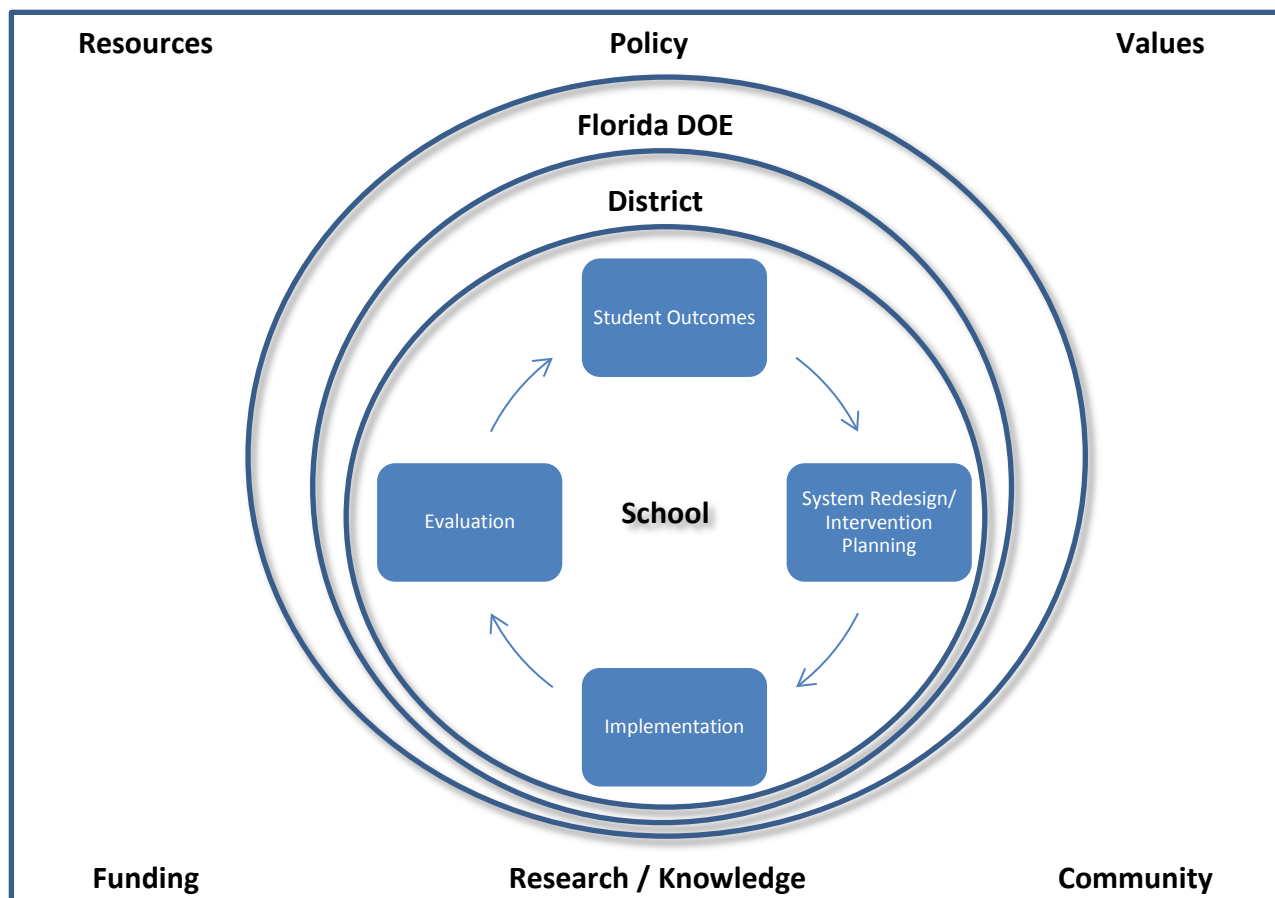 Resources
Policy
Values
Florida DOE
District
Student Outcomes
Evaluation
School
System Redesign/
Intervention
Planning
Implementation
Funding
Research / Knowledge
Community